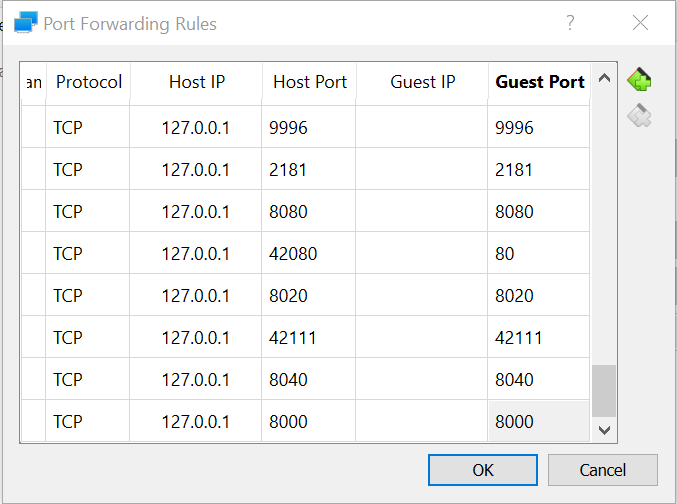 Port Forwarding Rules ?
an Protocol Host IP Host Port Guest IP Guest Port
TCP 127.0.0.1 9996 9996
TCP 127.0.0.1 2181 2181
TCP 127.0.0.1 8080 8080
TCP 127.0.0.1 42080 80
TCP 127.0.0.1 8020 8020
TCP 127.0.0.1 42111 42111
TCP 127.0.0.1 8040 8040
TCP 127.0.0.1 8000 8000
OK Cancel